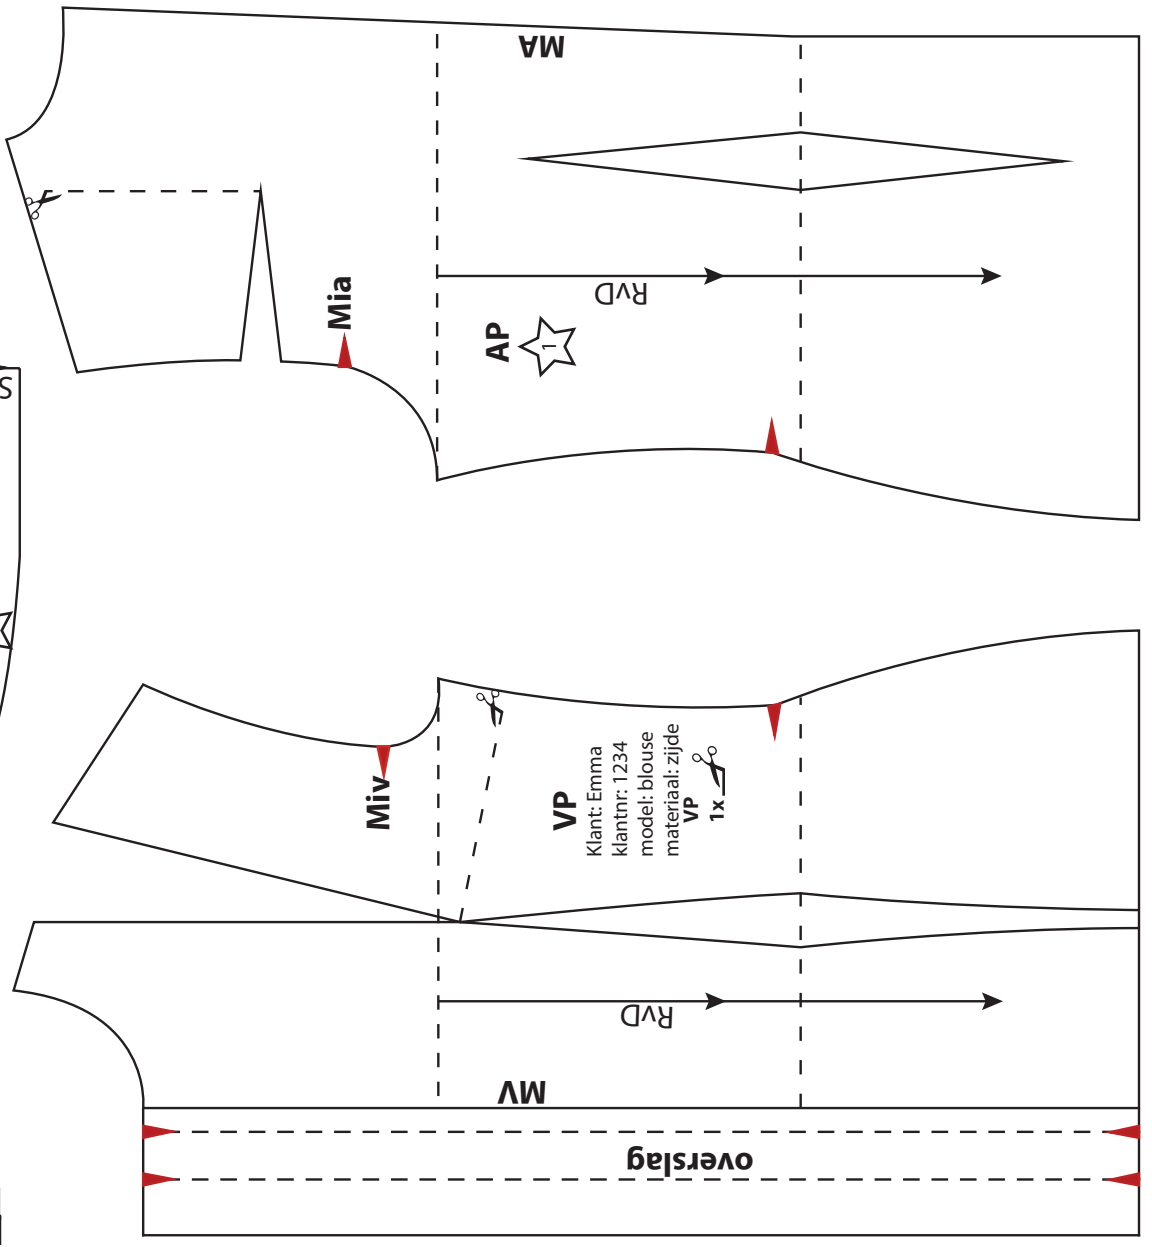 MA
RvD
Mia
AP
1
S
Miv
VP
Klant: Emma
klantnr: 1234
model: blouse
materiaal: zijde
VP
1x
RvD
MV
overslag